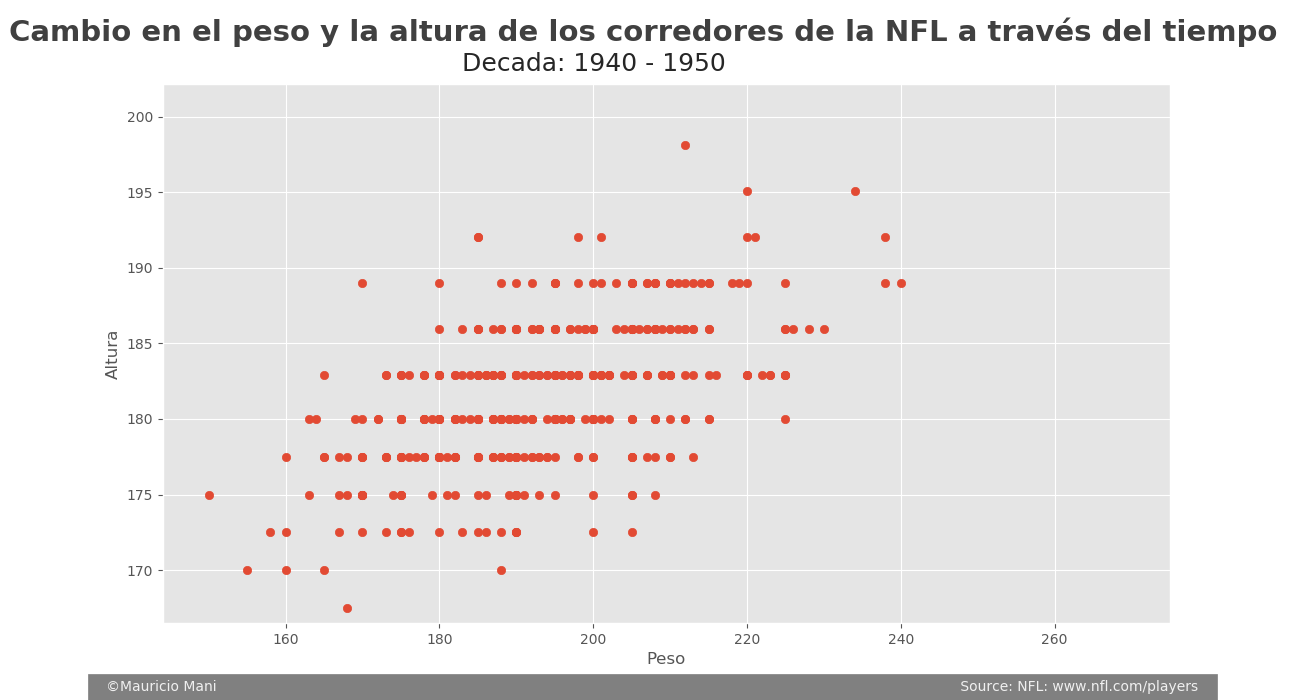 Cambio en el peso y la altura de los corredores de la NFL a través del tiempo
Decada: 1940 - 1950
200
195
190
185
180
175
170
Altura
160 180 200 220 240 260
Peso
©Mauricio Mani Source: NFL: www.nfl.com/players